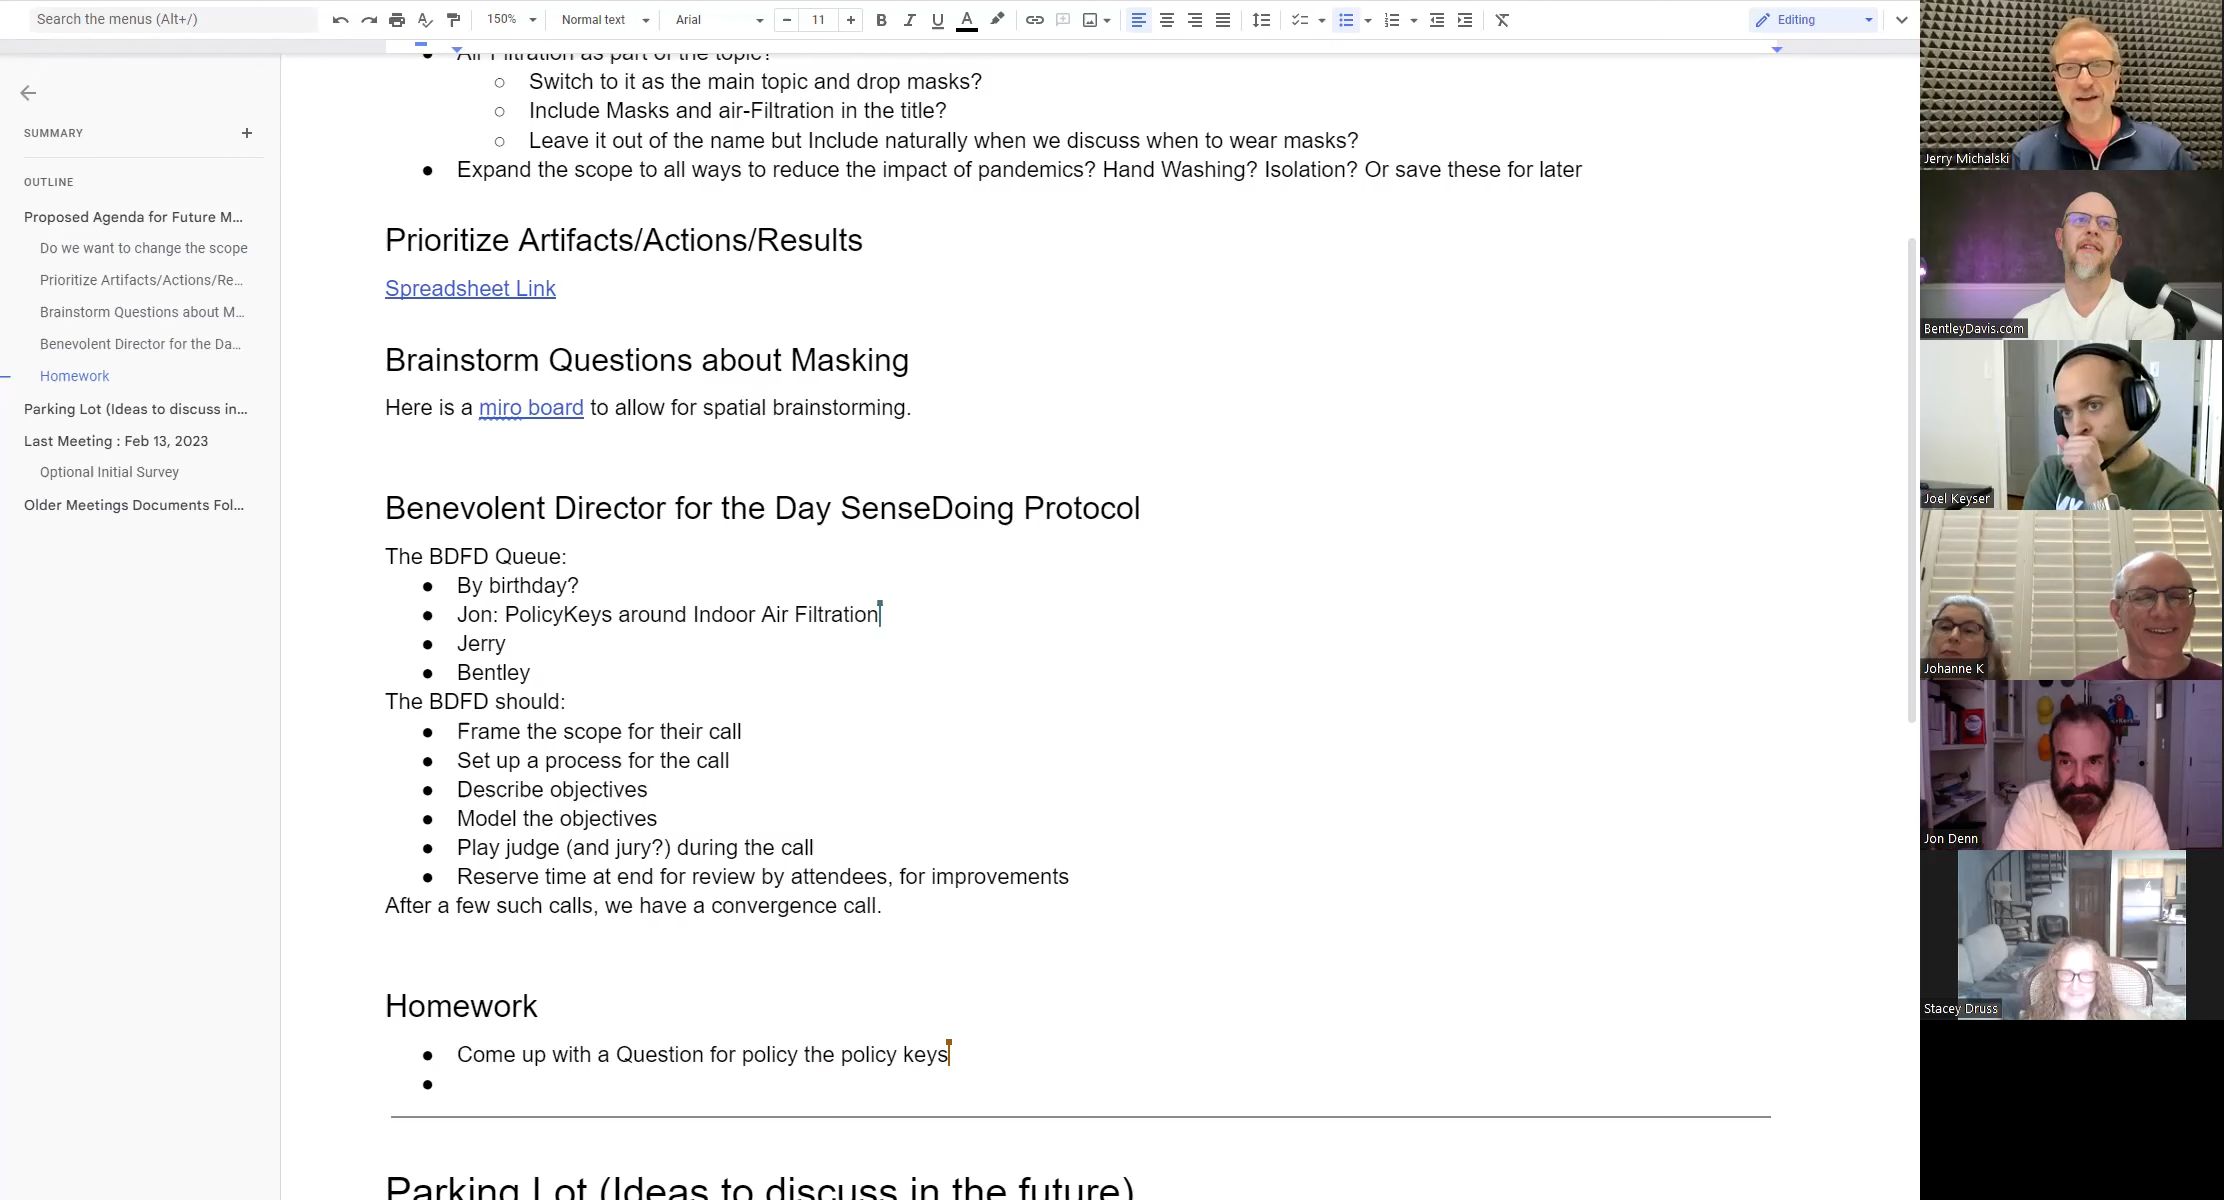 Search the menus (Alt+/)
150%
Normal text
Arial
11
Editing
SUMMARY
OUTLINE
Proposed Agenda for Future M...
Do we want to change the scope
Prioritize Artifacts/Actions/Re...
Brainstorm Questions about M...
Benevolent Director for the Da...
Homework
Parking Lot (Ideas to discuss in...
Last Meeting : Feb 13, 2023
Optional Initial Survey
Older Meetings Documents Fol...
Air Filtration as part of the topic?
Switch to it as the main topic and drop masks?
Include Masks and air-Filtration in the title?
Leave it out of the name but Include naturally when we discuss when to wear masks?
Expand the scope to all ways to reduce the impact of pandemics? Hand Washing? Isolation? Or save these for later
Prioritize Artifacts/Actions/Results
Spreadsheet Link
Brainstorm Questions about Masking
Here is a miro board to allow for spatial brainstorming.
Benevolent Director for the Day SenseDoing Protocol
The BDFD Queue:
By birthday?
Jon: PolicyKeys around Indoor Air Filtration
Jerry
Bentley
The BDFD should:
Frame the scope for their call
Set up a process for the call
Describe objectives
Model the objectives
Play judge (and jury?) during the call
Reserve time at end for review by attendees, for improvements
After a few such calls, we have a convergence call.
Homework
Come up with a Question for policy the policy keys
Parking Lot (Ideas to discuss in the future)
Jerry Michalski
BentleyDavis.com
Joel Keyser
Johanne K
Jon Denn
Stacey Druss